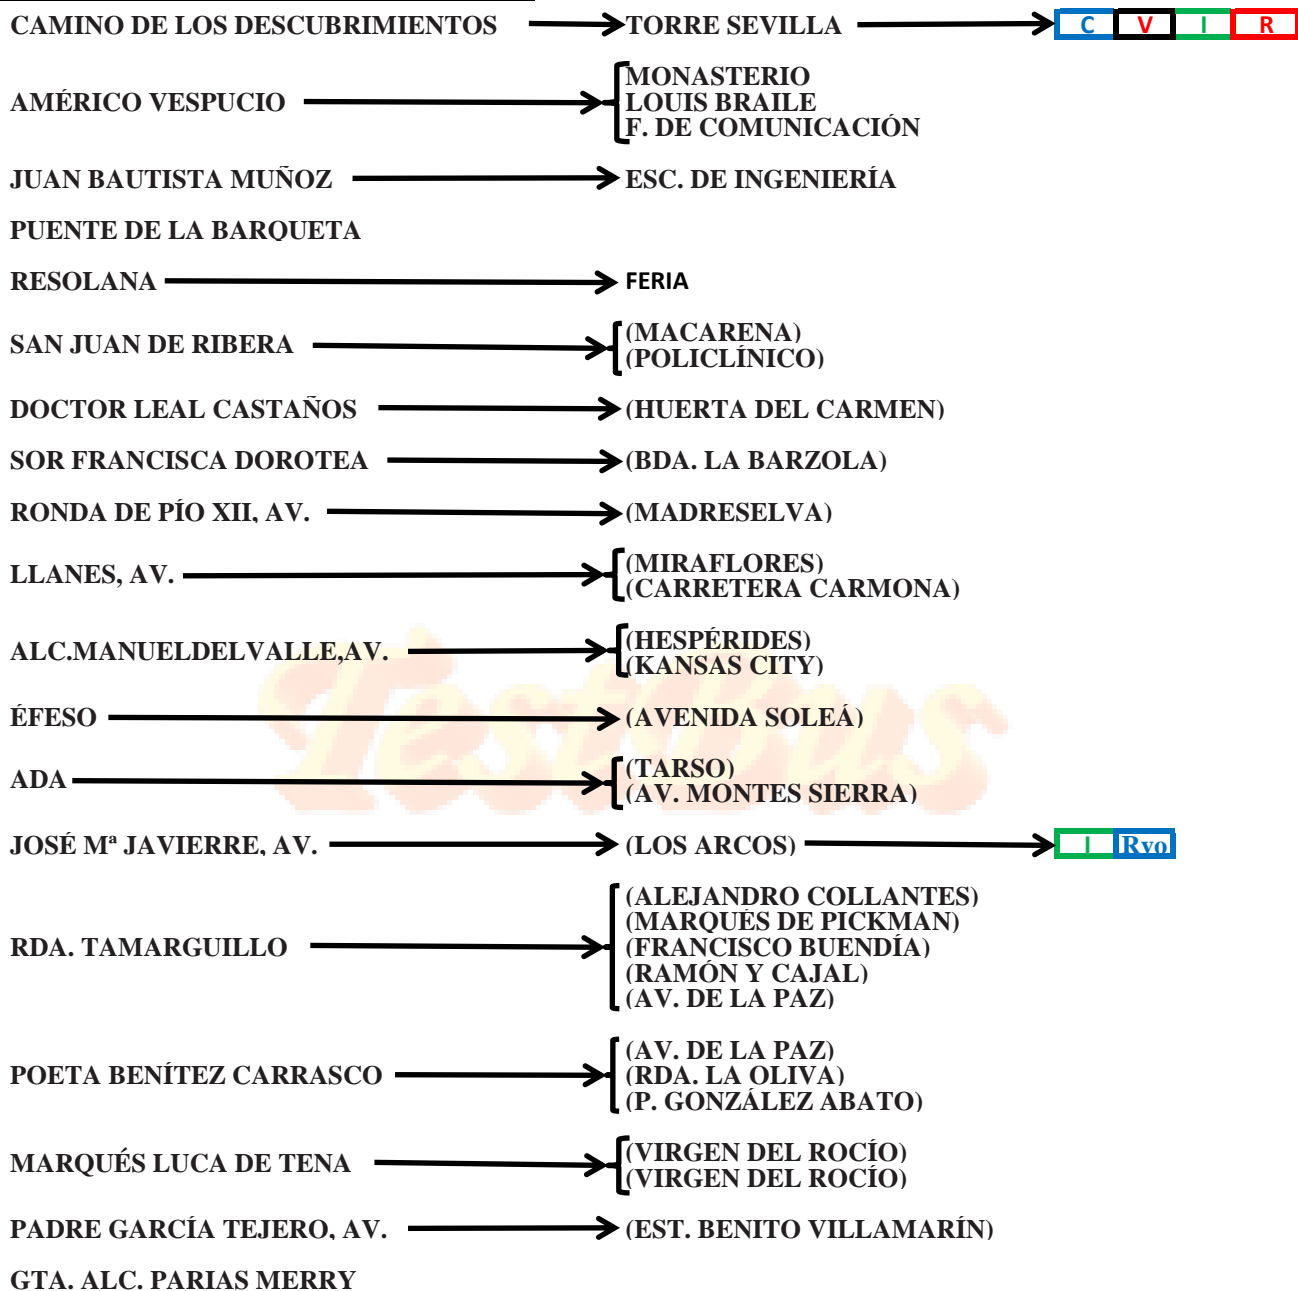 CAMINO DE LOS DESCUBRIMIENTOS TORRE SEVILLA C V I R
MONASTERIO
AMÉRICO VESPUCIO LOUIS BRAILE
F. DE COMUNICACIÓN
JUAN BAUTISTA MUÑOZ ESC. DE INGENIERÍA
PUENTE DE LA BARQUETA
RESOLANA FERIA
SAN JUAN DE RIBERA (MACARENA)
(POLICLÍNICO)
DOCTOR LEAL CASTAÑOS (HUERTA DEL CARMEN)
SOR FRANCISCA DOROTEA (BDA. LA BARZOLA)
RONDA DE PÍO XII, AV. (MADRESELVA)
LLANES, AV. (MIRAFLORES)
(CARRETERA CARMONA)
ALC.MANUELDELVALLE,AV. (HESPÉRIDES)
(KANSAS CITY)
ÉFESO (AVENIDA SOLEÁ)
ADA (TARSO)
(AV. MONTES SIERRA)
JOSÉ Mª JAVIERRE, AV. (LOS ARCOS) I Rvo
(ALEJANDRO COLLANTES)
(MARQUÉS DE PICKMAN)
RDA. TAMARGUILLO (FRANCISCO BUENDÍA)
(RAMÓN Y CAJAL)
(AV. DE LA PAZ)
(AV. DE LA PAZ)
POETA BENÍTEZ CARRASCO (RDA. LA OLIVA)
(P. GONZÁLEZ ABATO)
MARQUÉS LUCA DE TENA (VIRGEN DEL ROCÍO)
(VIRGEN DEL ROCÍO)
PADRE GARCÍA TEJERO, AV. (EST. BENITO VILLAMARÍN)
GTA. ALC. PARIAS MERRY
TestBus